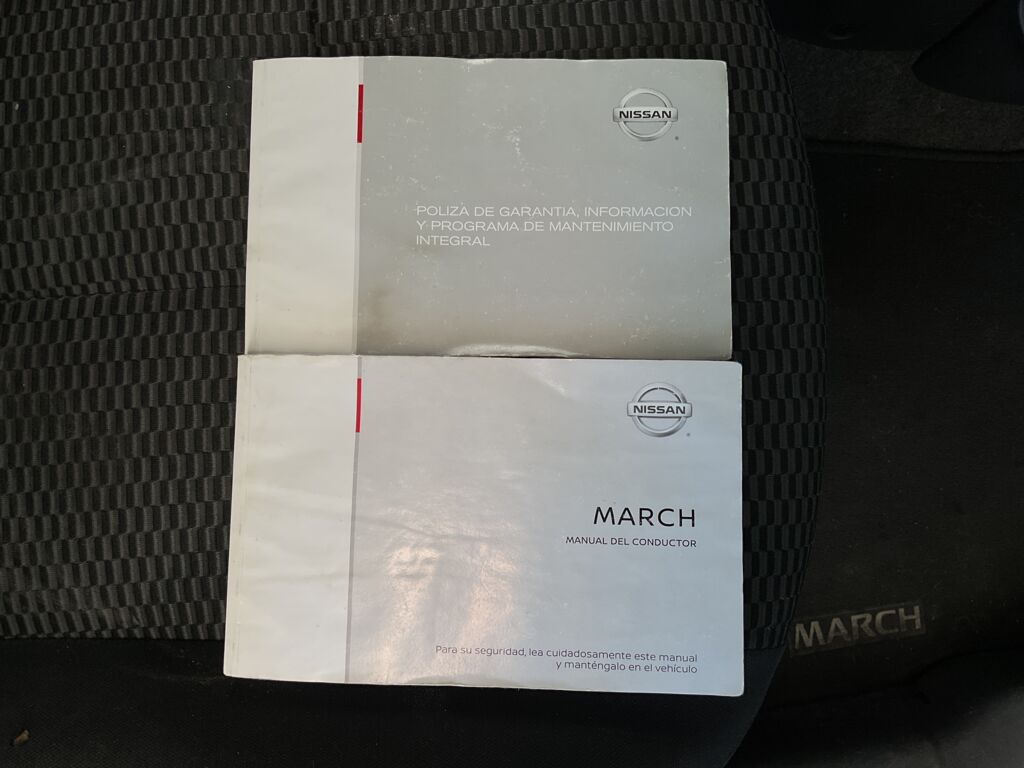 NISSAN
POLIZA DE GARANTIA, INFORMACION
Y PROGRAMA DE MANTENIMIENTO
INTEGRAL
NISSAN
MARCH
MANUAL DEL CONDUCTOR
Para su seguridad, lea cuidadosamente este manual
y manténgalo en el vehículo
MARCH